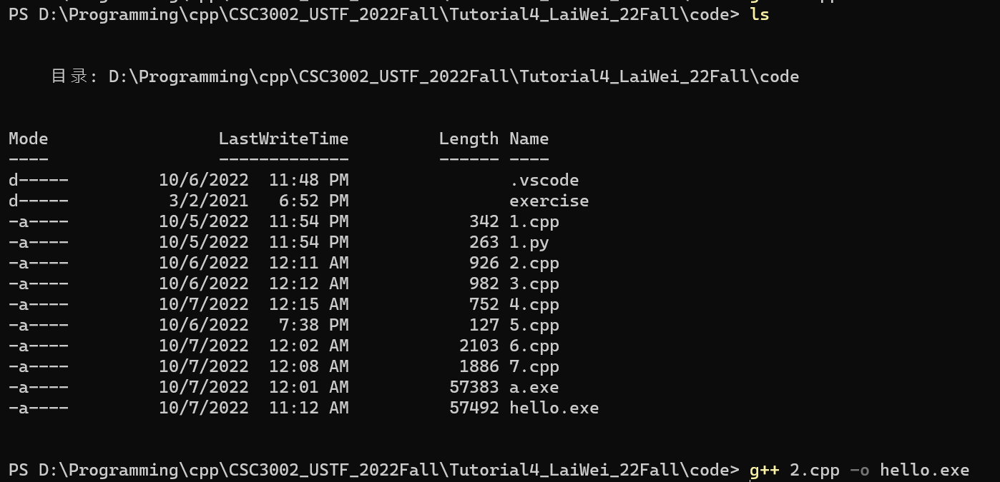 PS D:\Programming\cpp\CSC3002_USTF_2022Fall\Tutorial4_LaiWei_22Fall\code> ls
目录: D:\Programming\cpp\CSC3002_USTF_2022Fall\Tutorial4_LaiWei_22Fall\code
Mode                 LastWriteTime         Length Name
----                 -------------         ------ ----
d-----         10/6/2022  11:48 PM                .vscode
d-----          3/2/2021   6:52 PM                exercise
-a----         10/5/2022  11:54 PM            342 1.cpp
-a----         10/5/2022  11:54 PM            263 1.py
-a----         10/6/2022  12:11 AM            926 2.cpp
-a----         10/6/2022  12:12 AM            982 3.cpp
-a----         10/7/2022  12:15 AM            752 4.cpp
-a----         10/6/2022   7:38 PM            127 5.cpp
-a----         10/7/2022  12:02 AM           2103 6.cpp
-a----         10/7/2022  12:08 AM           1886 7.cpp
-a----         10/7/2022  12:01 AM          57383 a.exe
-a----         10/7/2022  11:12 AM          57492 hello.exe
PS D:\Programming\cpp\CSC3002_USTF_2022Fall\Tutorial4_LaiWei_22Fall\code> g++ 2.cpp -o hello.exe